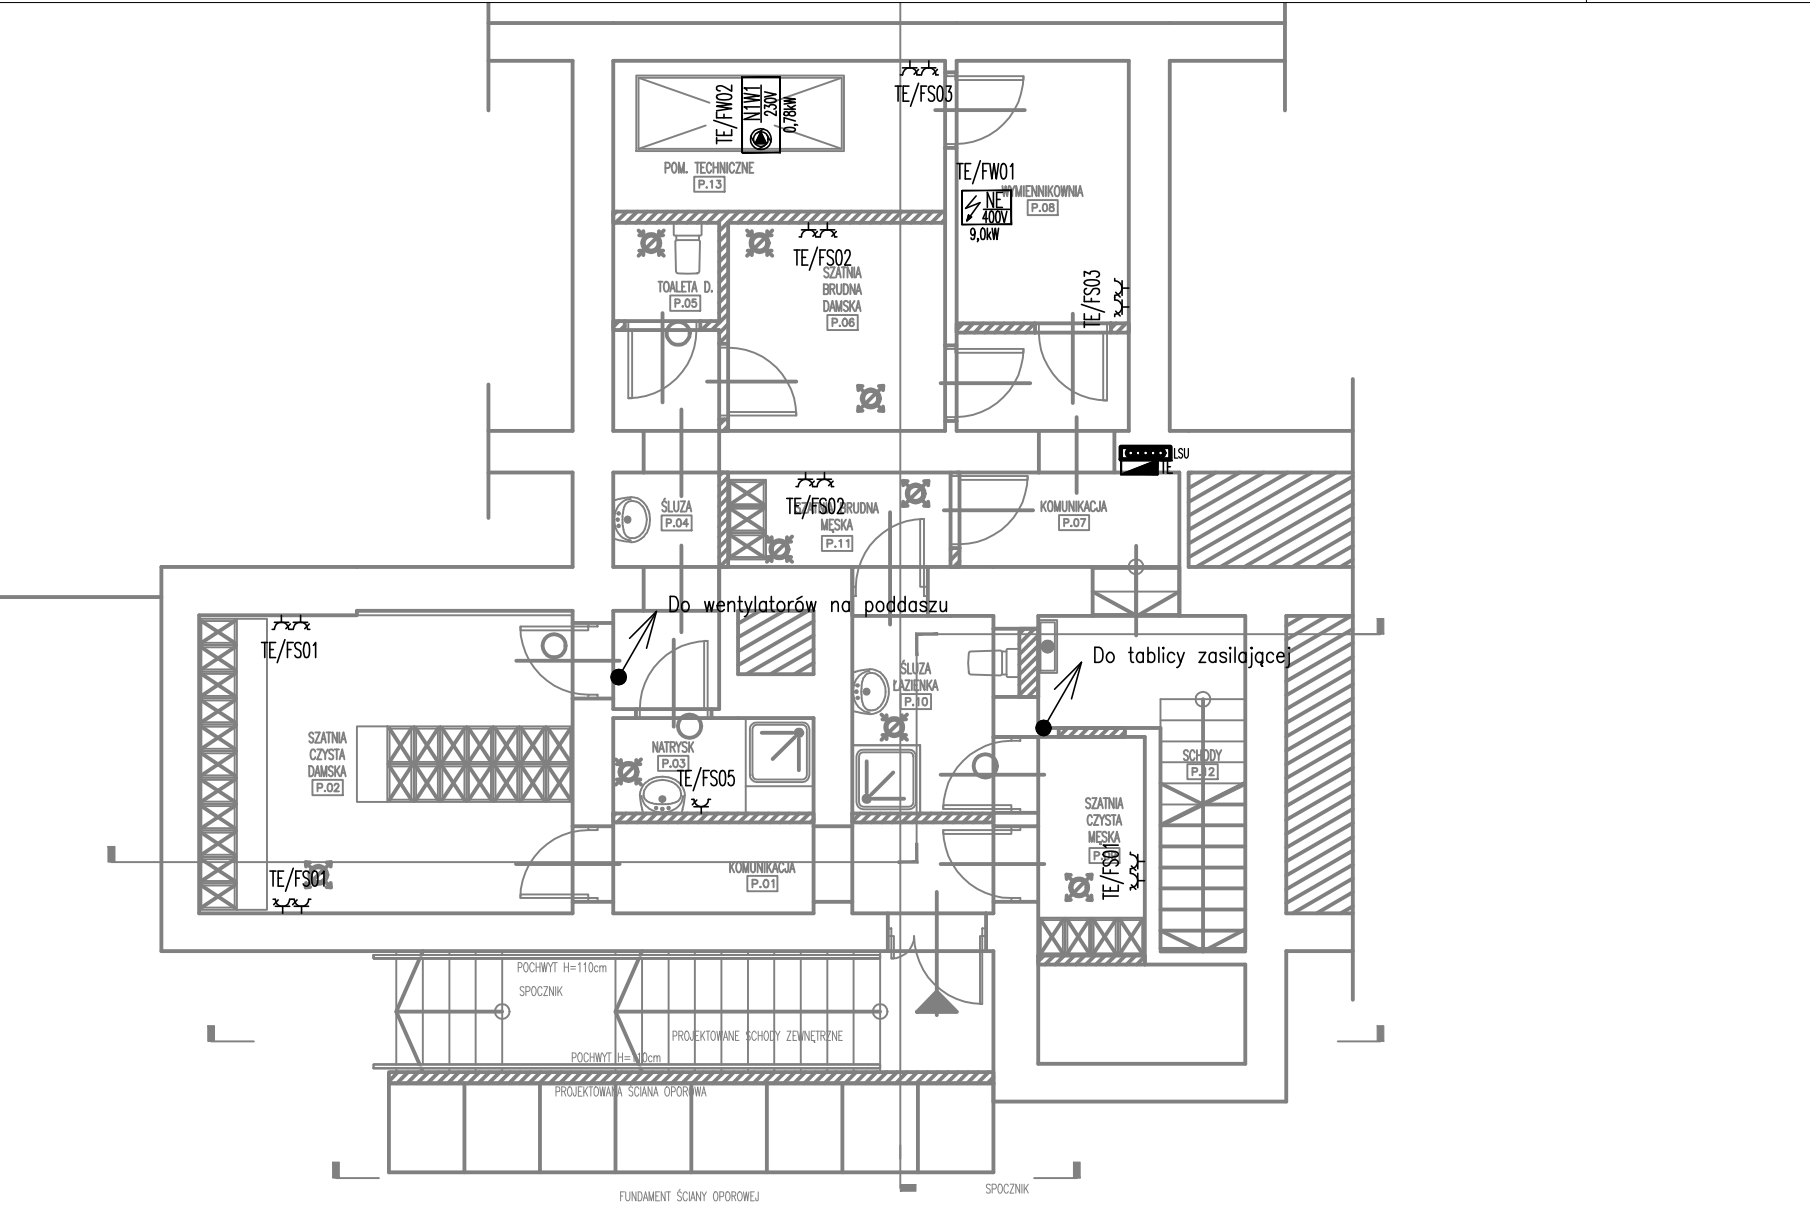 TE/FW02
N1W1
230V
0,78kW
TE/FS03
POM. TECHNICZNE
P.13
TE/FW01
WYMIENNIKOWNIA
P.08
NE
400V
9,0kW
TE/FS02
SZATNIA
BRUDNA
DAMSKA
P.06
TOALETA D.
P.05
TE/FS03
LSU
TE
ŚLUZA
P.04
TE/FS02
SZATNIA BRUDNA
MĘSKA
P.11
KOMUNIKACJA
P.07
Do wentylatorów na poddaszu
TE/FS01
Do tablicy zasilającej
ŚLUZA
ŁAZIENKA
P.10
SZATNIA
CZYSTA
DAMSKA
P.02
NATRYSK
P.03
TE/FS05
SCHODY
P.12
SZATNIA
CZYSTA
MĘSKA
TE/FS01
TE/FS01
KOMUNIKACJA
P.01
POCHWYT H=110cm
SPOCZNIK
PROJEKTOWANE SCHODY ZEWNĘTRZNE
POCHWYT H=110cm
PROJEKTOWANA ŚCIANA OPOROWA
FUNDAMENT ŚCIANY OPOROWEJ
SPOCZNIK